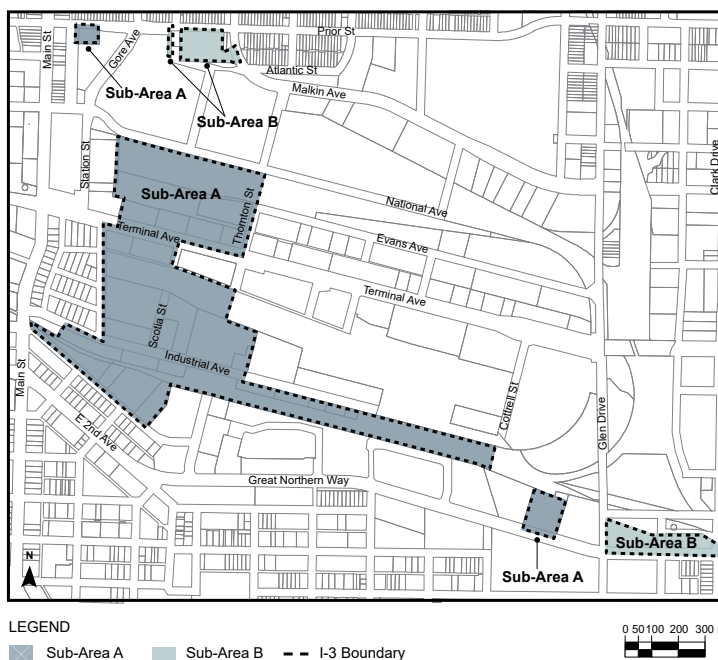 Main St
Gore Ave
Prior St
Atlantic St
Malkin Ave
Sub-Area A
Sub-Area B
Clark Drive
Station St
Sub-Area A
Thornton St
National Ave
Terminal Ave
Evans Ave
Terminal Ave
Scotia St
Industrial Ave
Main St
Cottrell St
Glen Drive
E 2nd Ave
Great Northern Way
Sub-Area B
N
Sub-Area A
LEGEND
Sub-Area A Sub-Area B I-3 Boundary
0 50 100 200 300